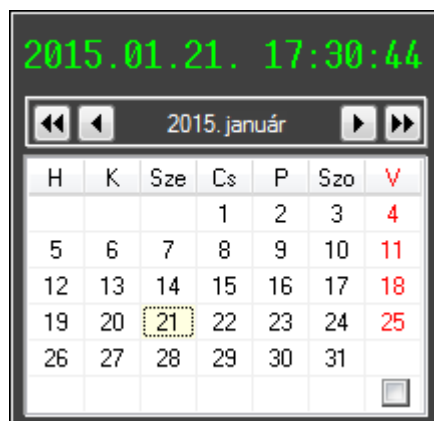 2015.01.21. 17:30:44
2015. január
H K Sze Cs P Szo V
1 2 3 4
5 6 7 8 9 10 11
12 13 14 15 16 17 18
19 20 21 22 23 24 25
26 27 28 29 30 31